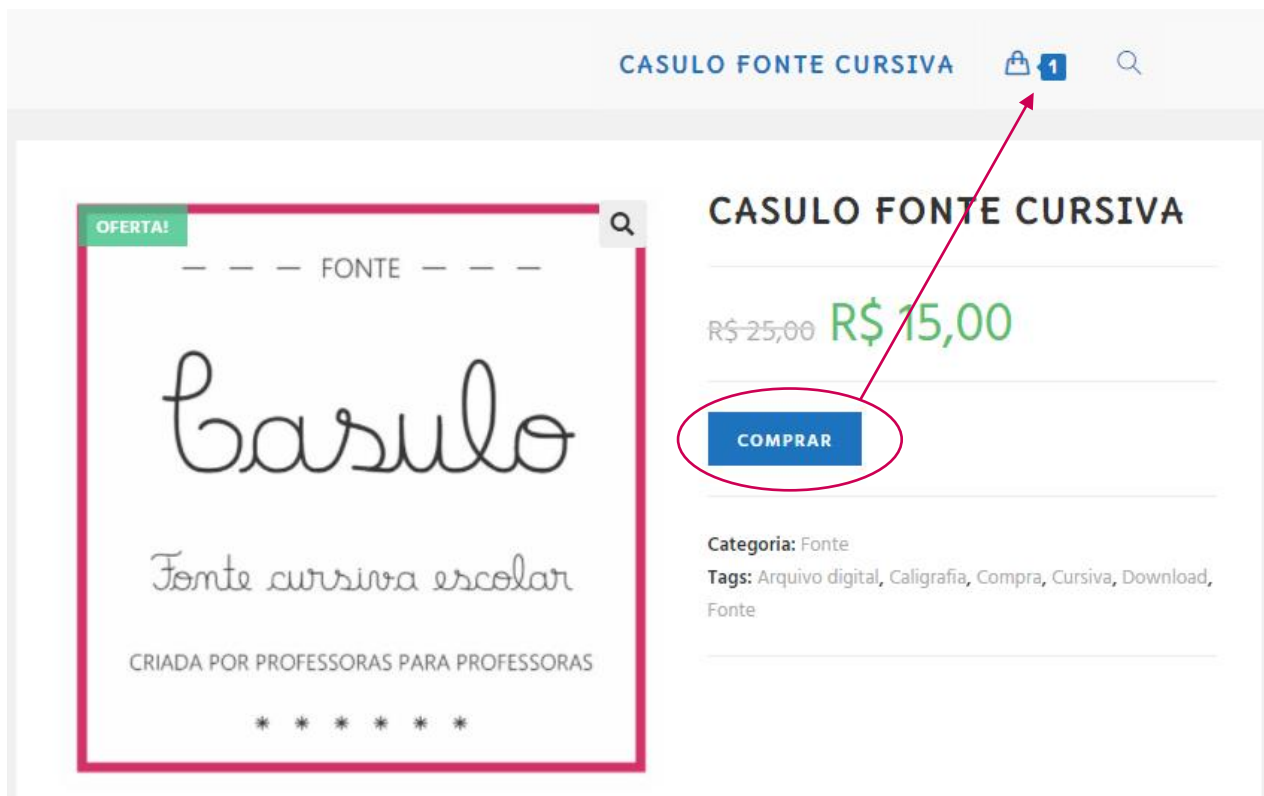 CASULO FONTE CURSIVA
1
OFERTA!
— — — FONTE — — —
Casulo
Fonte cursiva escolar
CRIADA POR PROFESSORAS PARA PROFESSORAS
* * * * * *
CASULO FONTE CURSIVA
R$ 25,00 R$ 15,00
COMPRAR
Categoria: Fonte
Tags: Arquivo digital, Caligrafia, Compra, Cursiva, Download,
Fonte